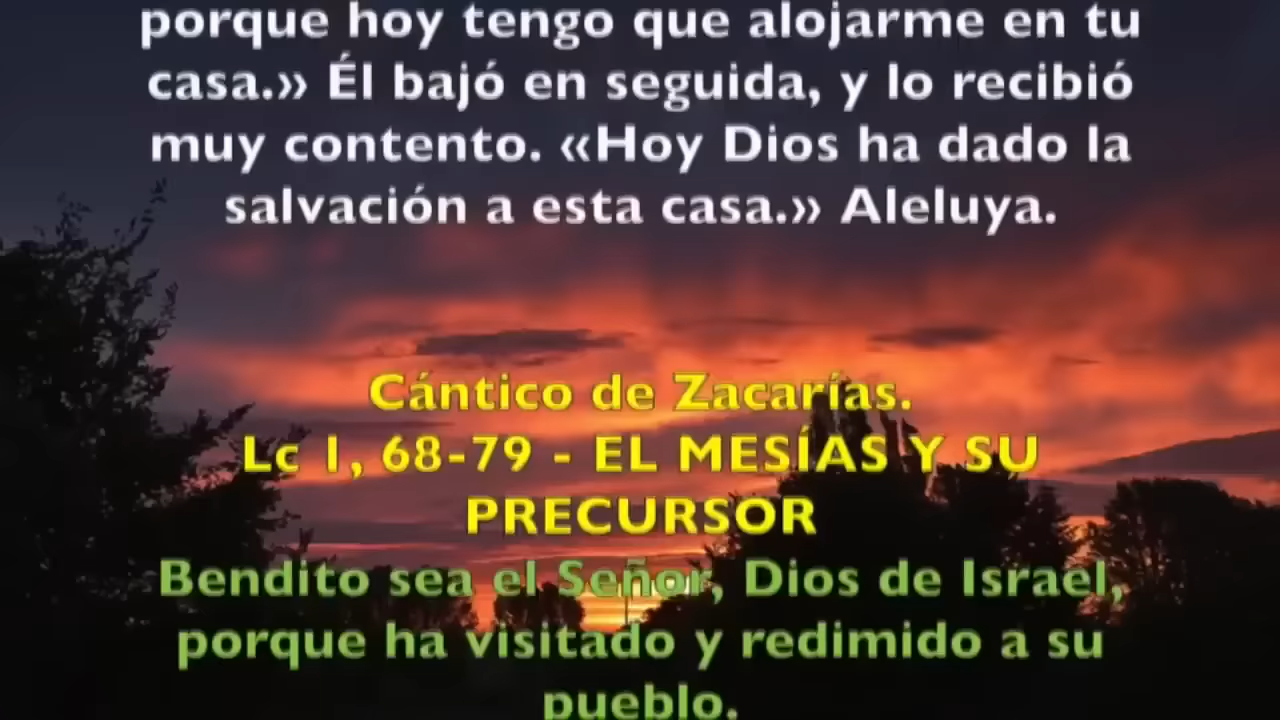 porque hoy tengo que alojarme en tu
casa.» Él bajó en seguida, y lo recibió
muy contento. «Hoy Dios ha dado la
salvación a esta casa.» Aleluya.
Cántico de Zacarías.
Lc 1, 68-79 - EL MESÍAS Y SU
PRECURSOR
Bendito sea el Señor, Dios de Israel,
porque ha visitado y redimido a su
pueblo.